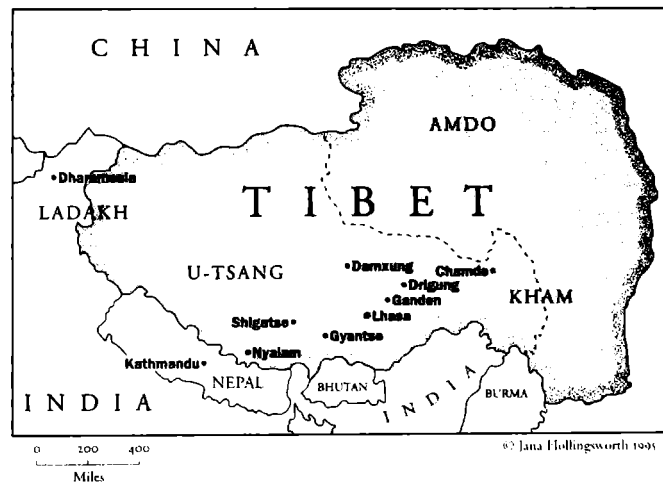 CHINA
AMDO
Dharamsala
LADAKH
TIBET
U-TSANG
Damxung
Chamdo
Drigung
Ganden
KHAM
Shigatse
Lhasa
Gyantse
Kathmandu
Nyalam
NEPAL
BHUTAN
INDIA
BURMA
INDIA
© Jana Hollingsworth 1995
0 200 400
Miles